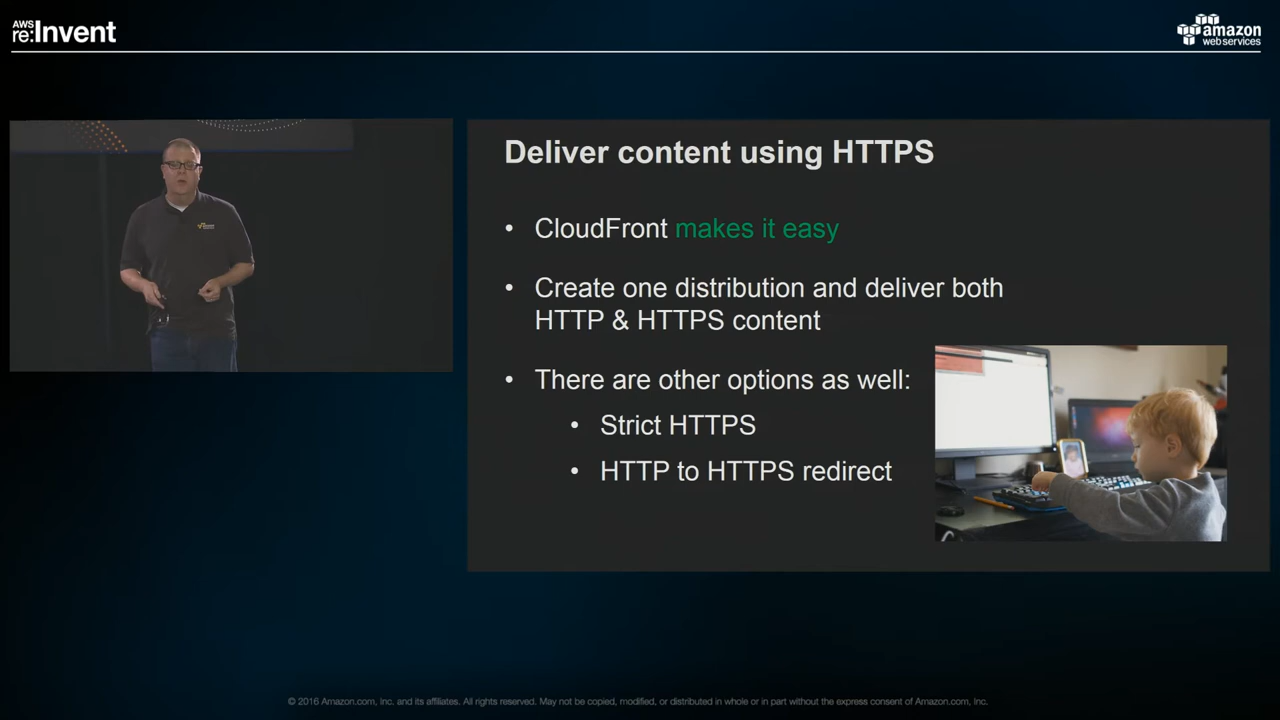 AWS
re:Invent
amazon
web services
Deliver content using HTTPS
• CloudFront makes it easy
• Create one distribution and deliver both
HTTP & HTTPS content
• There are other options as well:
• Strict HTTPS
• HTTP to HTTPS redirect
© 2016 Amazon.com, Inc. and its affiliates. All rights reserved. May not be copied, modified, or distributed in whole or in part without the express consent of Amazon.com, Inc.